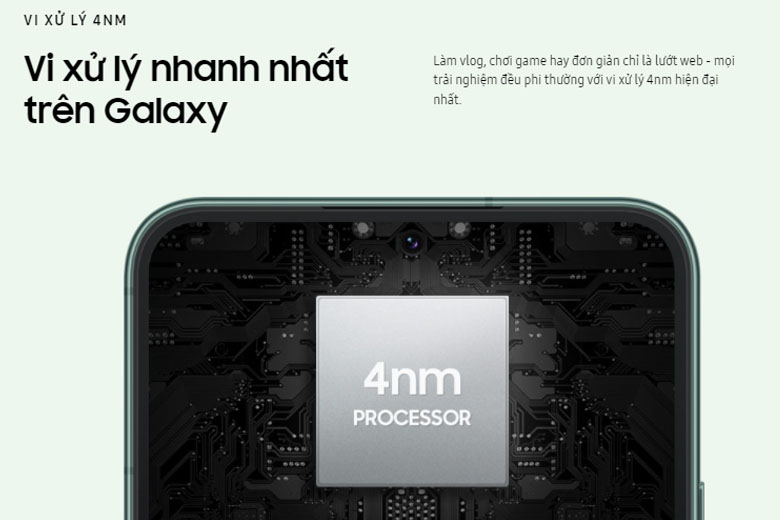 VI XỬ LÝ 4NM
Vi xử lý nhanh nhất
trên Galaxy
Làm vlog, chơi game hay đơn giản chỉ là lướt web - mọi
trải nghiệm đều phi thường với vi xử lý 4nm hiện đại
nhất.
4nm
PROCESSOR